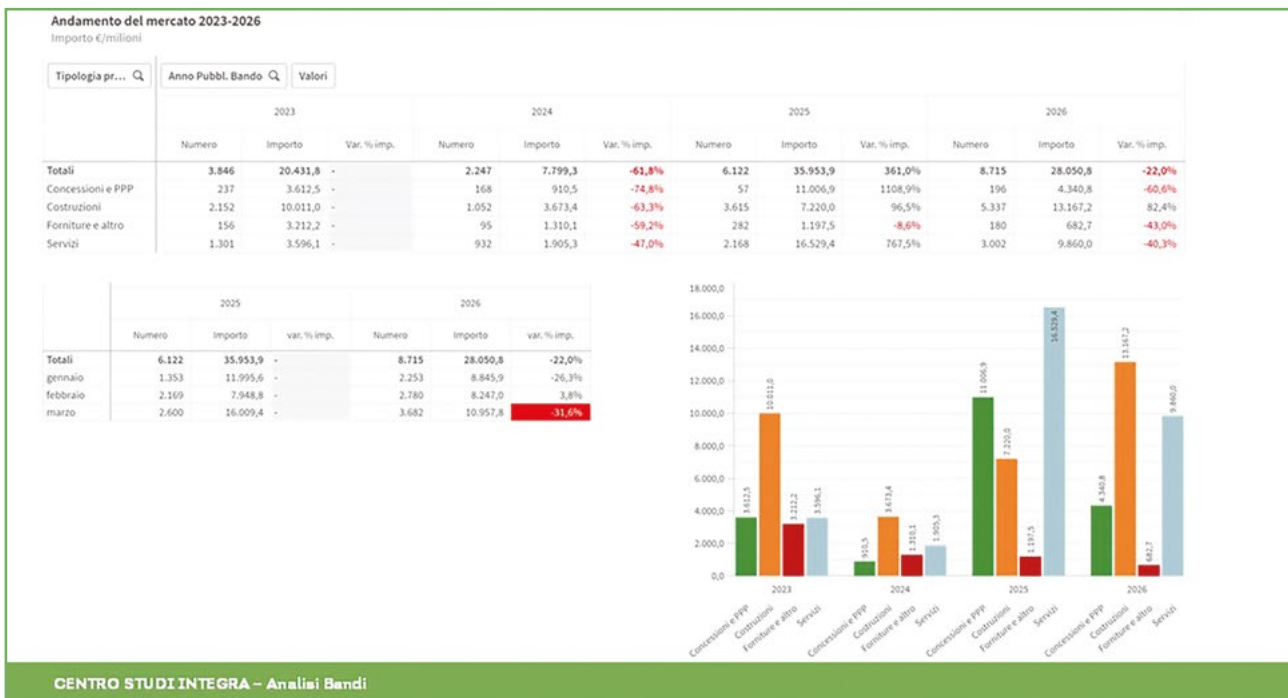 Andamento del mercato 2023-2026
Importo €/milioni
Tipologia pr... Anno Pubbl. Bando Valori
2023 2024 2025 2026
Numero Importo Var. % imp. Numero Importo Var. % imp. Numero Importo Var. % imp. Numero Importo Var. % imp.
Totali 3.846 20.431,8 - 2.247 7.799,3 -61,8% 6.122 35.953,9 361,0% 8.715 28.050,8 -22,0%
Concessioni e PPP 237 3.612,5 - 168 910,5 -74,8% 57 11.006,9 1108,9% 196 4.340,8 -60,6%
Costruzioni 2.152 10.011,0 - 1.052 3.673,4 -63,3% 3.615 7.220,0 96,5% 5.337 13.167,2 82,4%
Forniture e altro 156 3.212,2 - 95 1.310,1 -59,2% 282 1.197,5 -8,6% 180 682,7 -43,0%
Servizi 1.301 3.596,1 - 932 1.905,3 -47,0% 2.168 16.529,4 767,5% 3.002 9.860,0 -40,3%
2025 2026
Numero Importo var. % imp. Numero Importo var. % imp.
Totali 6.122 35.953,9 - 8.715 28.050,8 -22,0%
gennaio 1.353 11.995,6 - 2.253 8.845,9 -26,3%
febbraio 2.169 7.948,8 - 2.780 8.247,0 3,8%
marzo 2.600 16.009,4 - 3.682 10.957,8 -31,6%
18.000,0
16.000,0
14.000,0
12.000,0
10.000,0
8.000,0
6.000,0
4.000,0
2.000,0
0,0
3.612,5 10.011,0 3.212,2 3.596,1
910,5 3.673,4 1.310,1 1.905,3
11.006,9 7.220,0 1.197,5 16.529,4
4.340,8 13.167,2 682,7 9.860,0
2023 2024 2025 2026
Concessioni e PPP Costruzioni Forniture e altro Servizi Concessioni e PPP Costruzioni Forniture e altro Servizi Concessioni e PPP Costruzioni Forniture e altro Servizi Concessioni e PPP Costruzioni Forniture e altro Servizi
CENTRO STUDI INTEGRA – Analisi Bandi